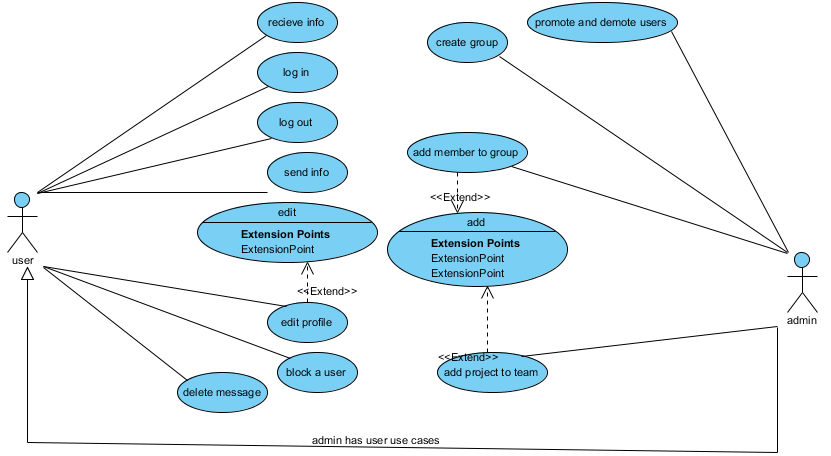 recieve info
promote and demote users
create group
log in
log out
add member to group
send info
<<Extend>>
edit
Extension Points
ExtensionPoint
add
Extension Points
ExtensionPoint
ExtensionPoint
user
<<Extend>>
edit profile
admin
<<Extend>>
block a user
add project to team
delete message
admin has user use cases